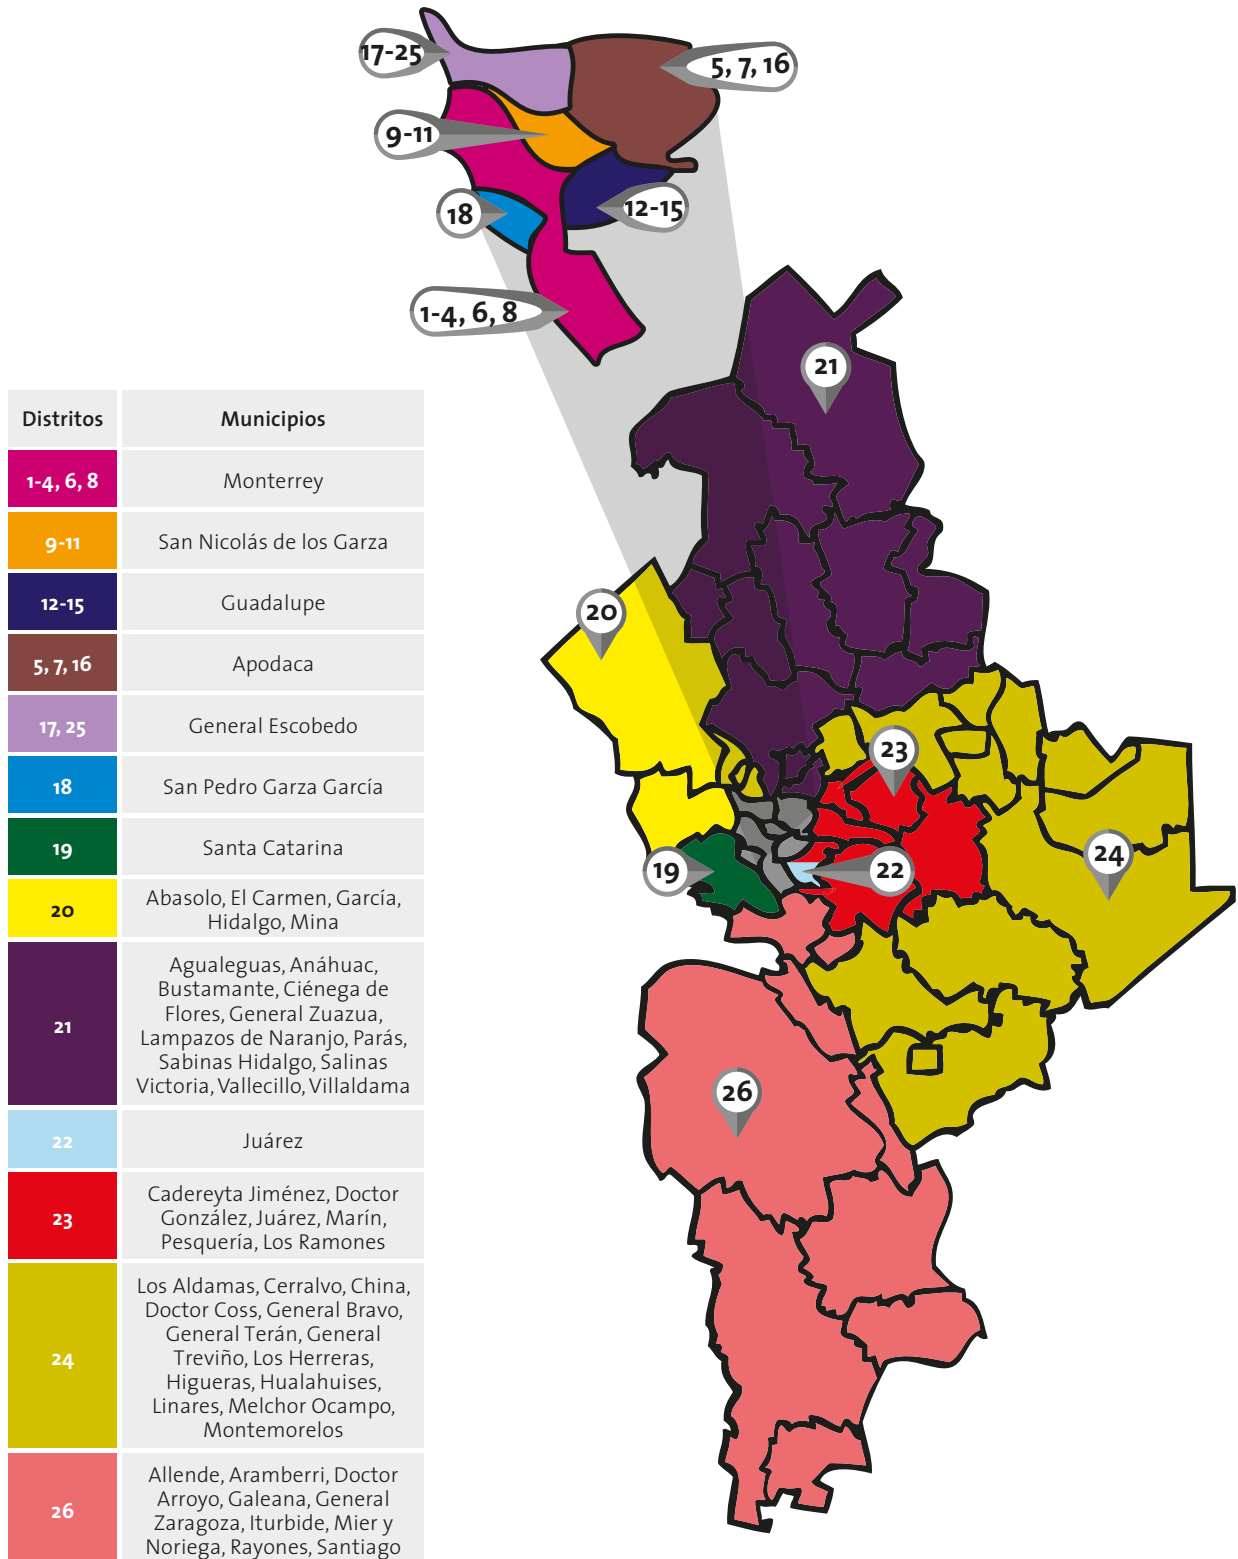 17-25
5, 7, 16
9-11
18
12-15
1-4, 6, 8
21
20
23
24
19
22
26
Distritos Municipios
1-4, 6, 8 Monterrey
9-11 San Nicolás de los Garza
12-15 Guadalupe
5, 7, 16 Apodaca
17, 25 General Escobedo
18 San Pedro Garza García
19 Santa Catarina
20 Abasolo, El Carmen, García,
Hidalgo, Mina
21 Agualeguas, Anáhuac,
Bustamante, Ciénega de
Flores, General Zuazua,
Lampazos de Naranjo, Parás,
Sabinas Hidalgo, Salinas
Victoria, Vallecillo, Villaldama
22 Juárez
23 Cadereyta Jiménez, Doctor
González, Juárez, Marín,
Pesquería, Los Ramones
24 Los Aldamas, Cerralvo, China,
Doctor Coss, General Bravo,
General Terán, General
Treviño, Los Herreras,
Higueras, Hualahuises,
Linares, Melchor Ocampo,
Montemorelos
26 Allende, Aramberri, Doctor
Arroyo, Galeana, General
Zaragoza, Iturbide, Mier y
Noriega, Rayones, Santiago